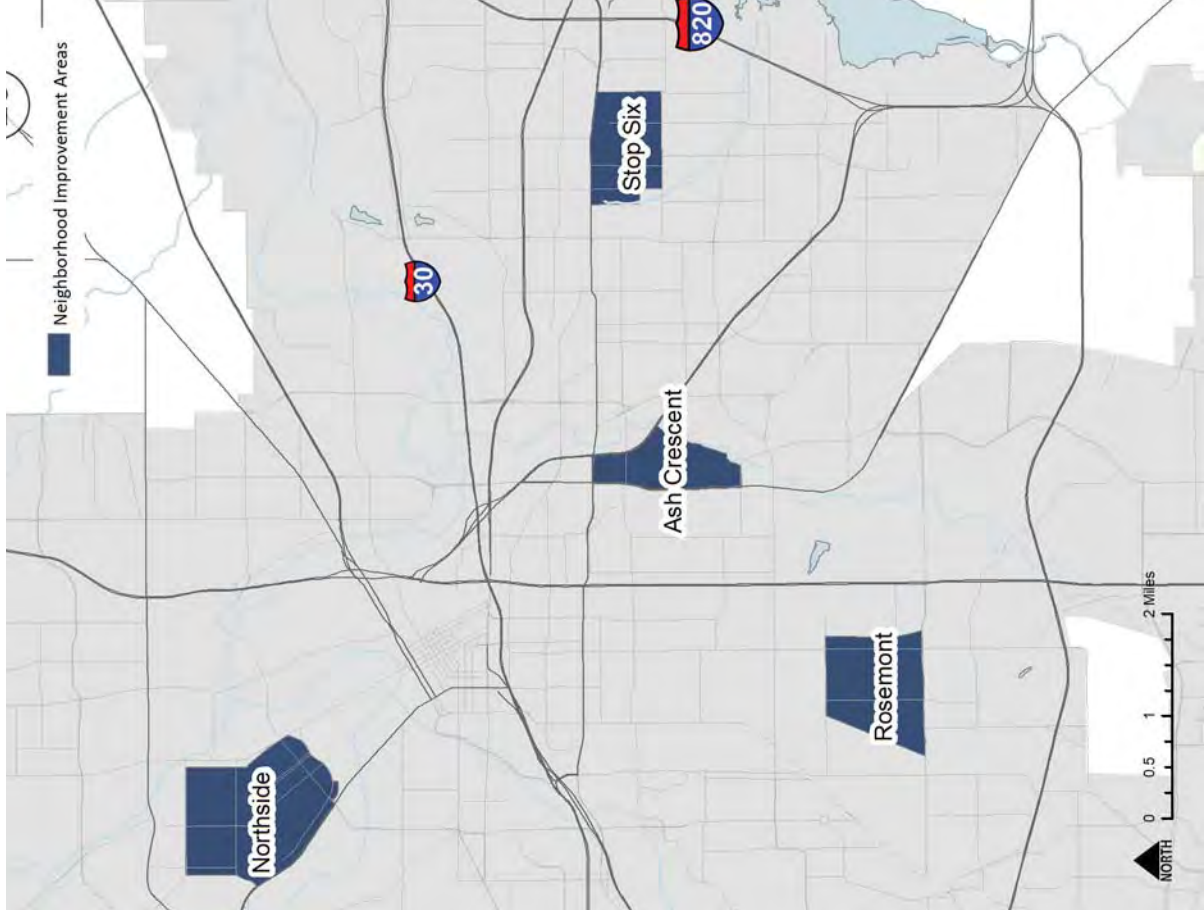 Neighborhood Improvement Areas
820
30
Stop Six
Ash Crescent
Northside
Rosemont
0 0.5 1 2 Miles
NORTH